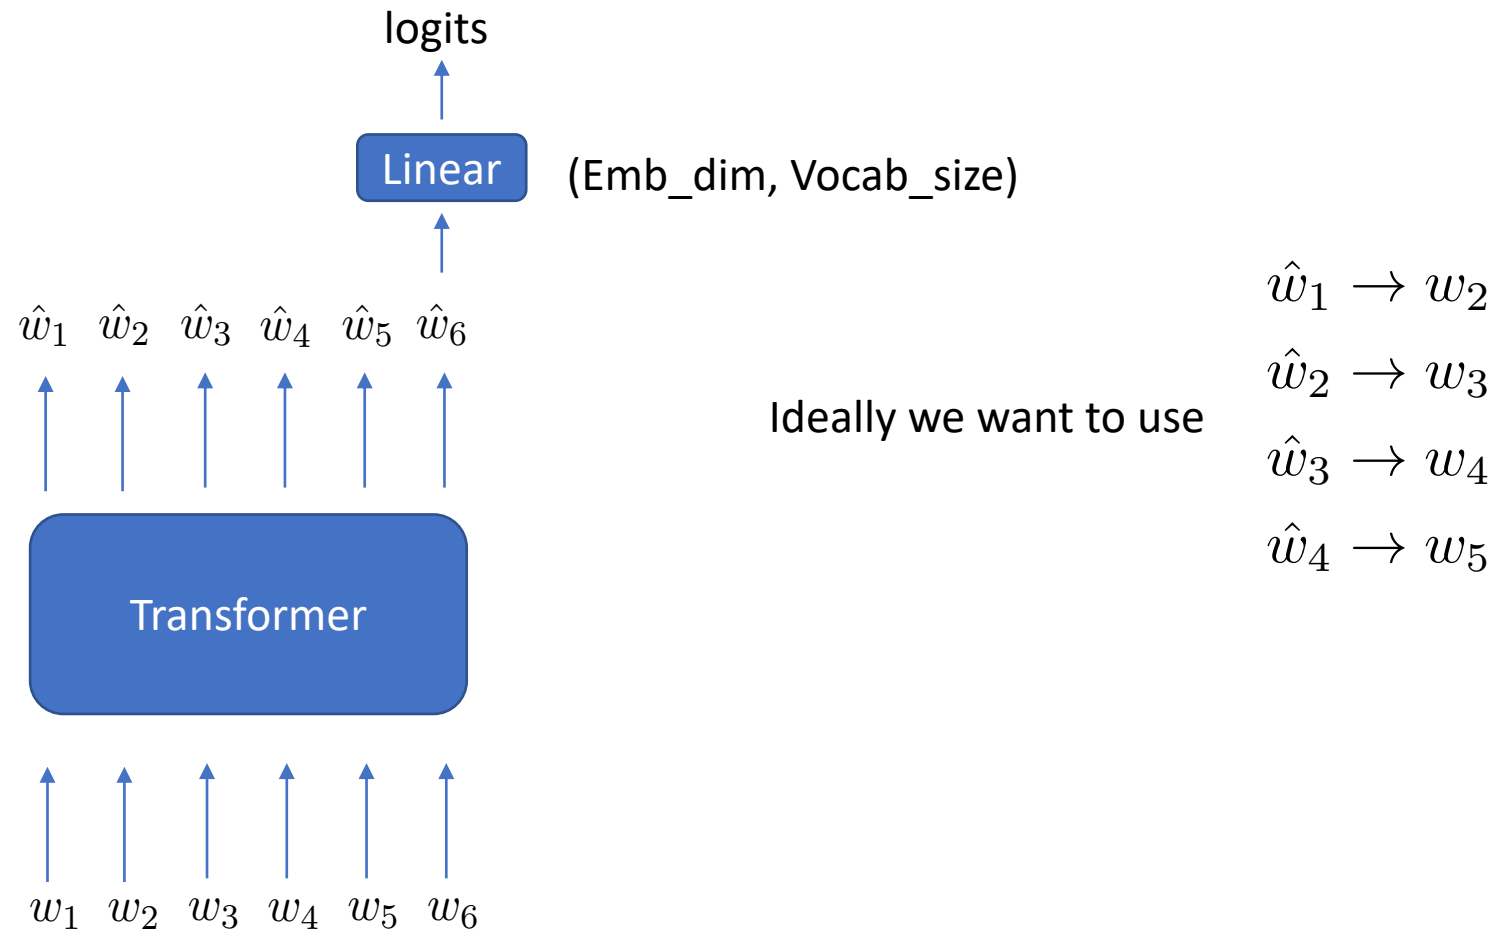 logits
Linear
(Emb_dim, Vocab_size)
ŵ₁ ŵ₂ ŵ₃ ŵ₄ ŵ₅ ŵ₆
Transformer
w₁ w₂ w₃ w₄ w₅ w₆
Ideally we want to use
ŵ₁ → w₂
ŵ₂ → w₃
ŵ₃ → w₄
ŵ₄ → w₅